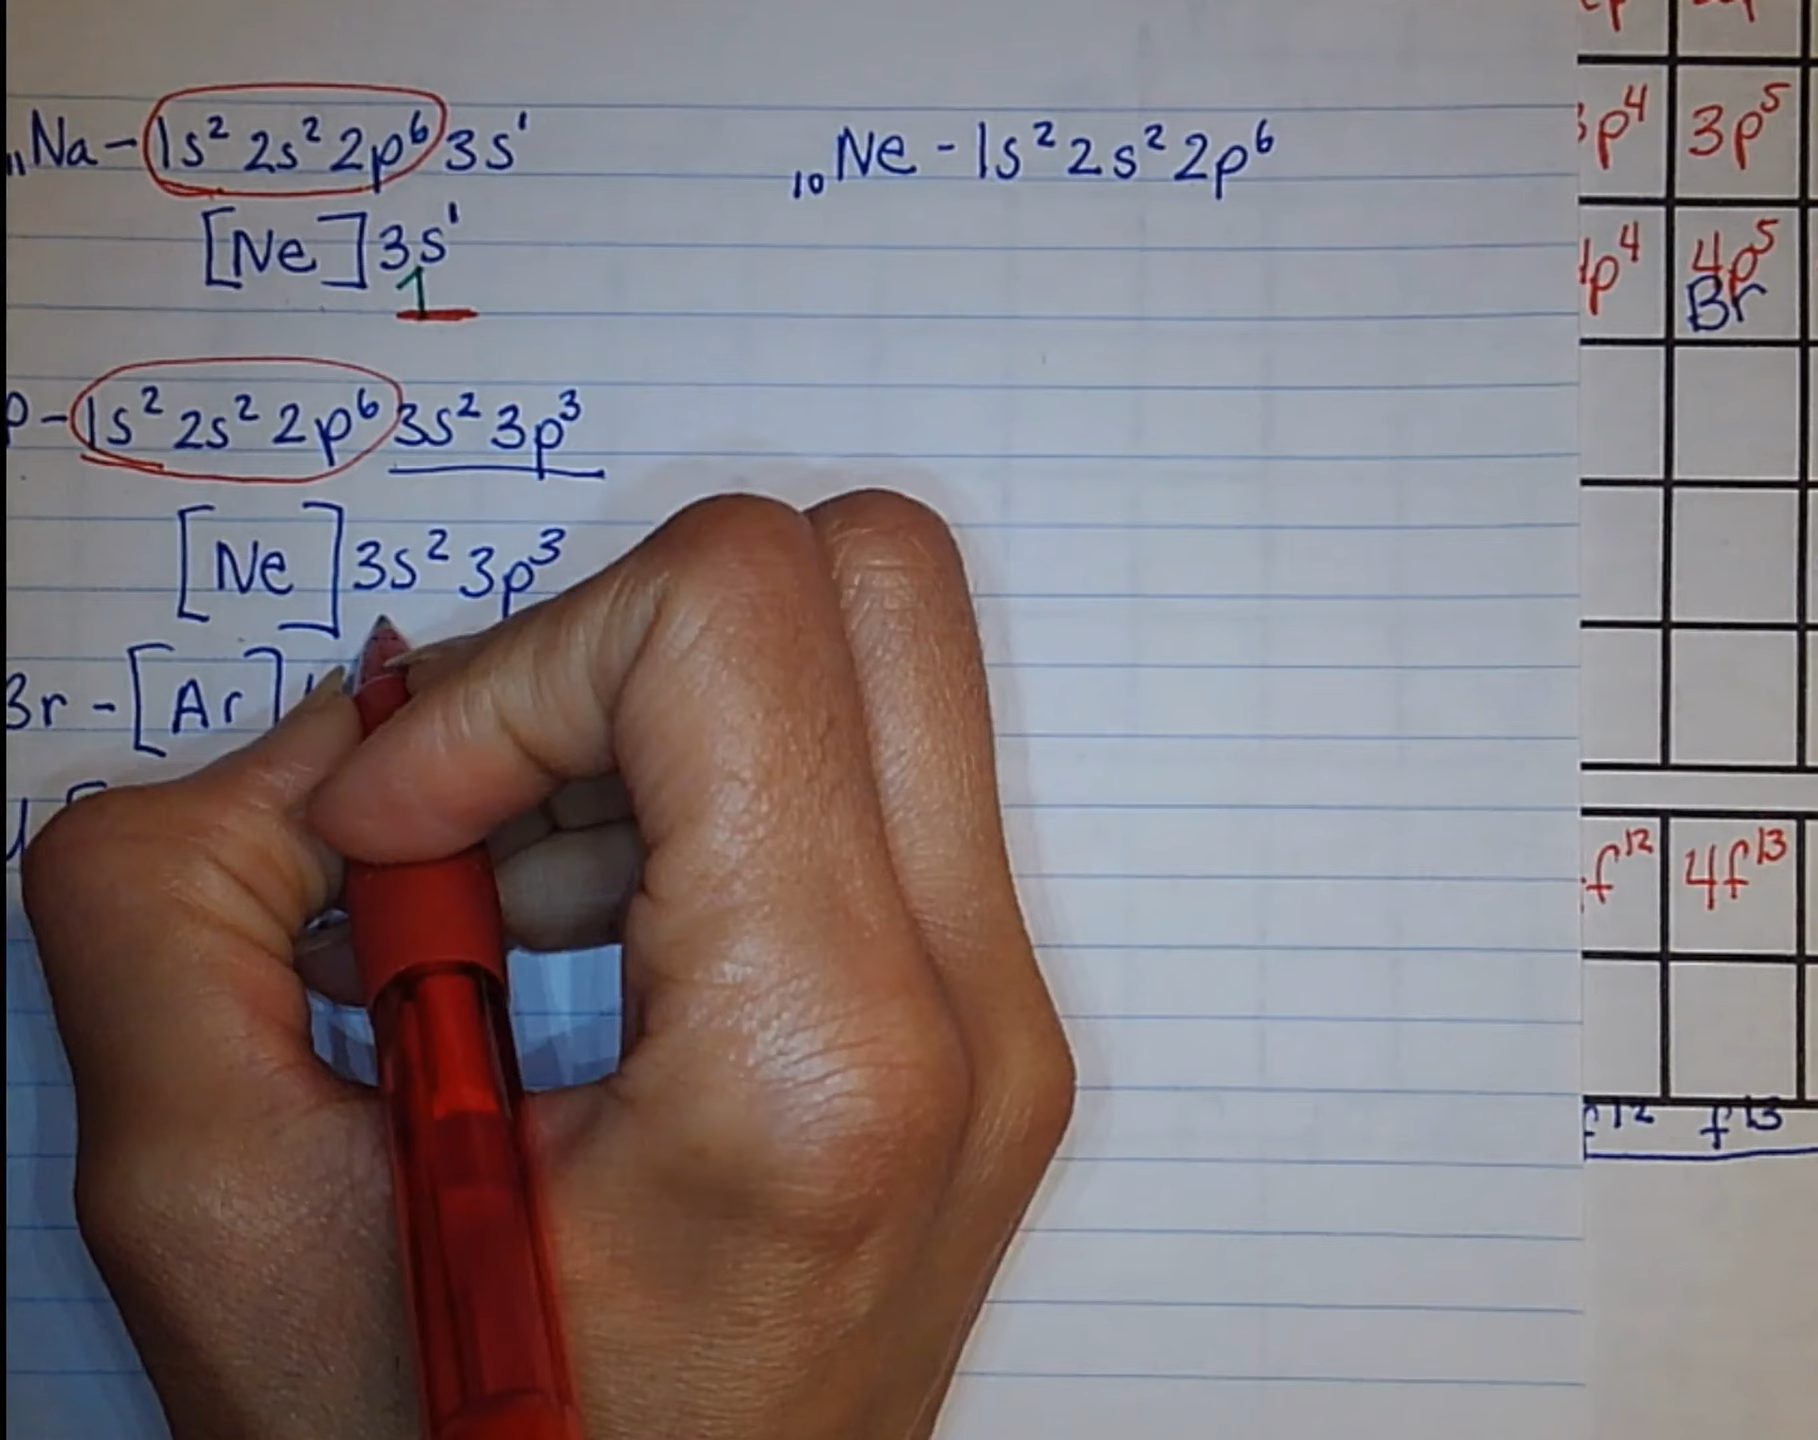 ₁₁Na - 1s² 2s² 2p⁶ 3s¹
₁₀Ne - 1s² 2s² 2p⁶
[Ne] 3s¹
1
P - 1s² 2s² 2p⁶ 3s² 3p³
[Ne] 3s² 3p³
Br - [Ar]
3p⁴ 3p⁵
4p⁴ 4p⁵
Br
4f¹³
f¹² f¹³